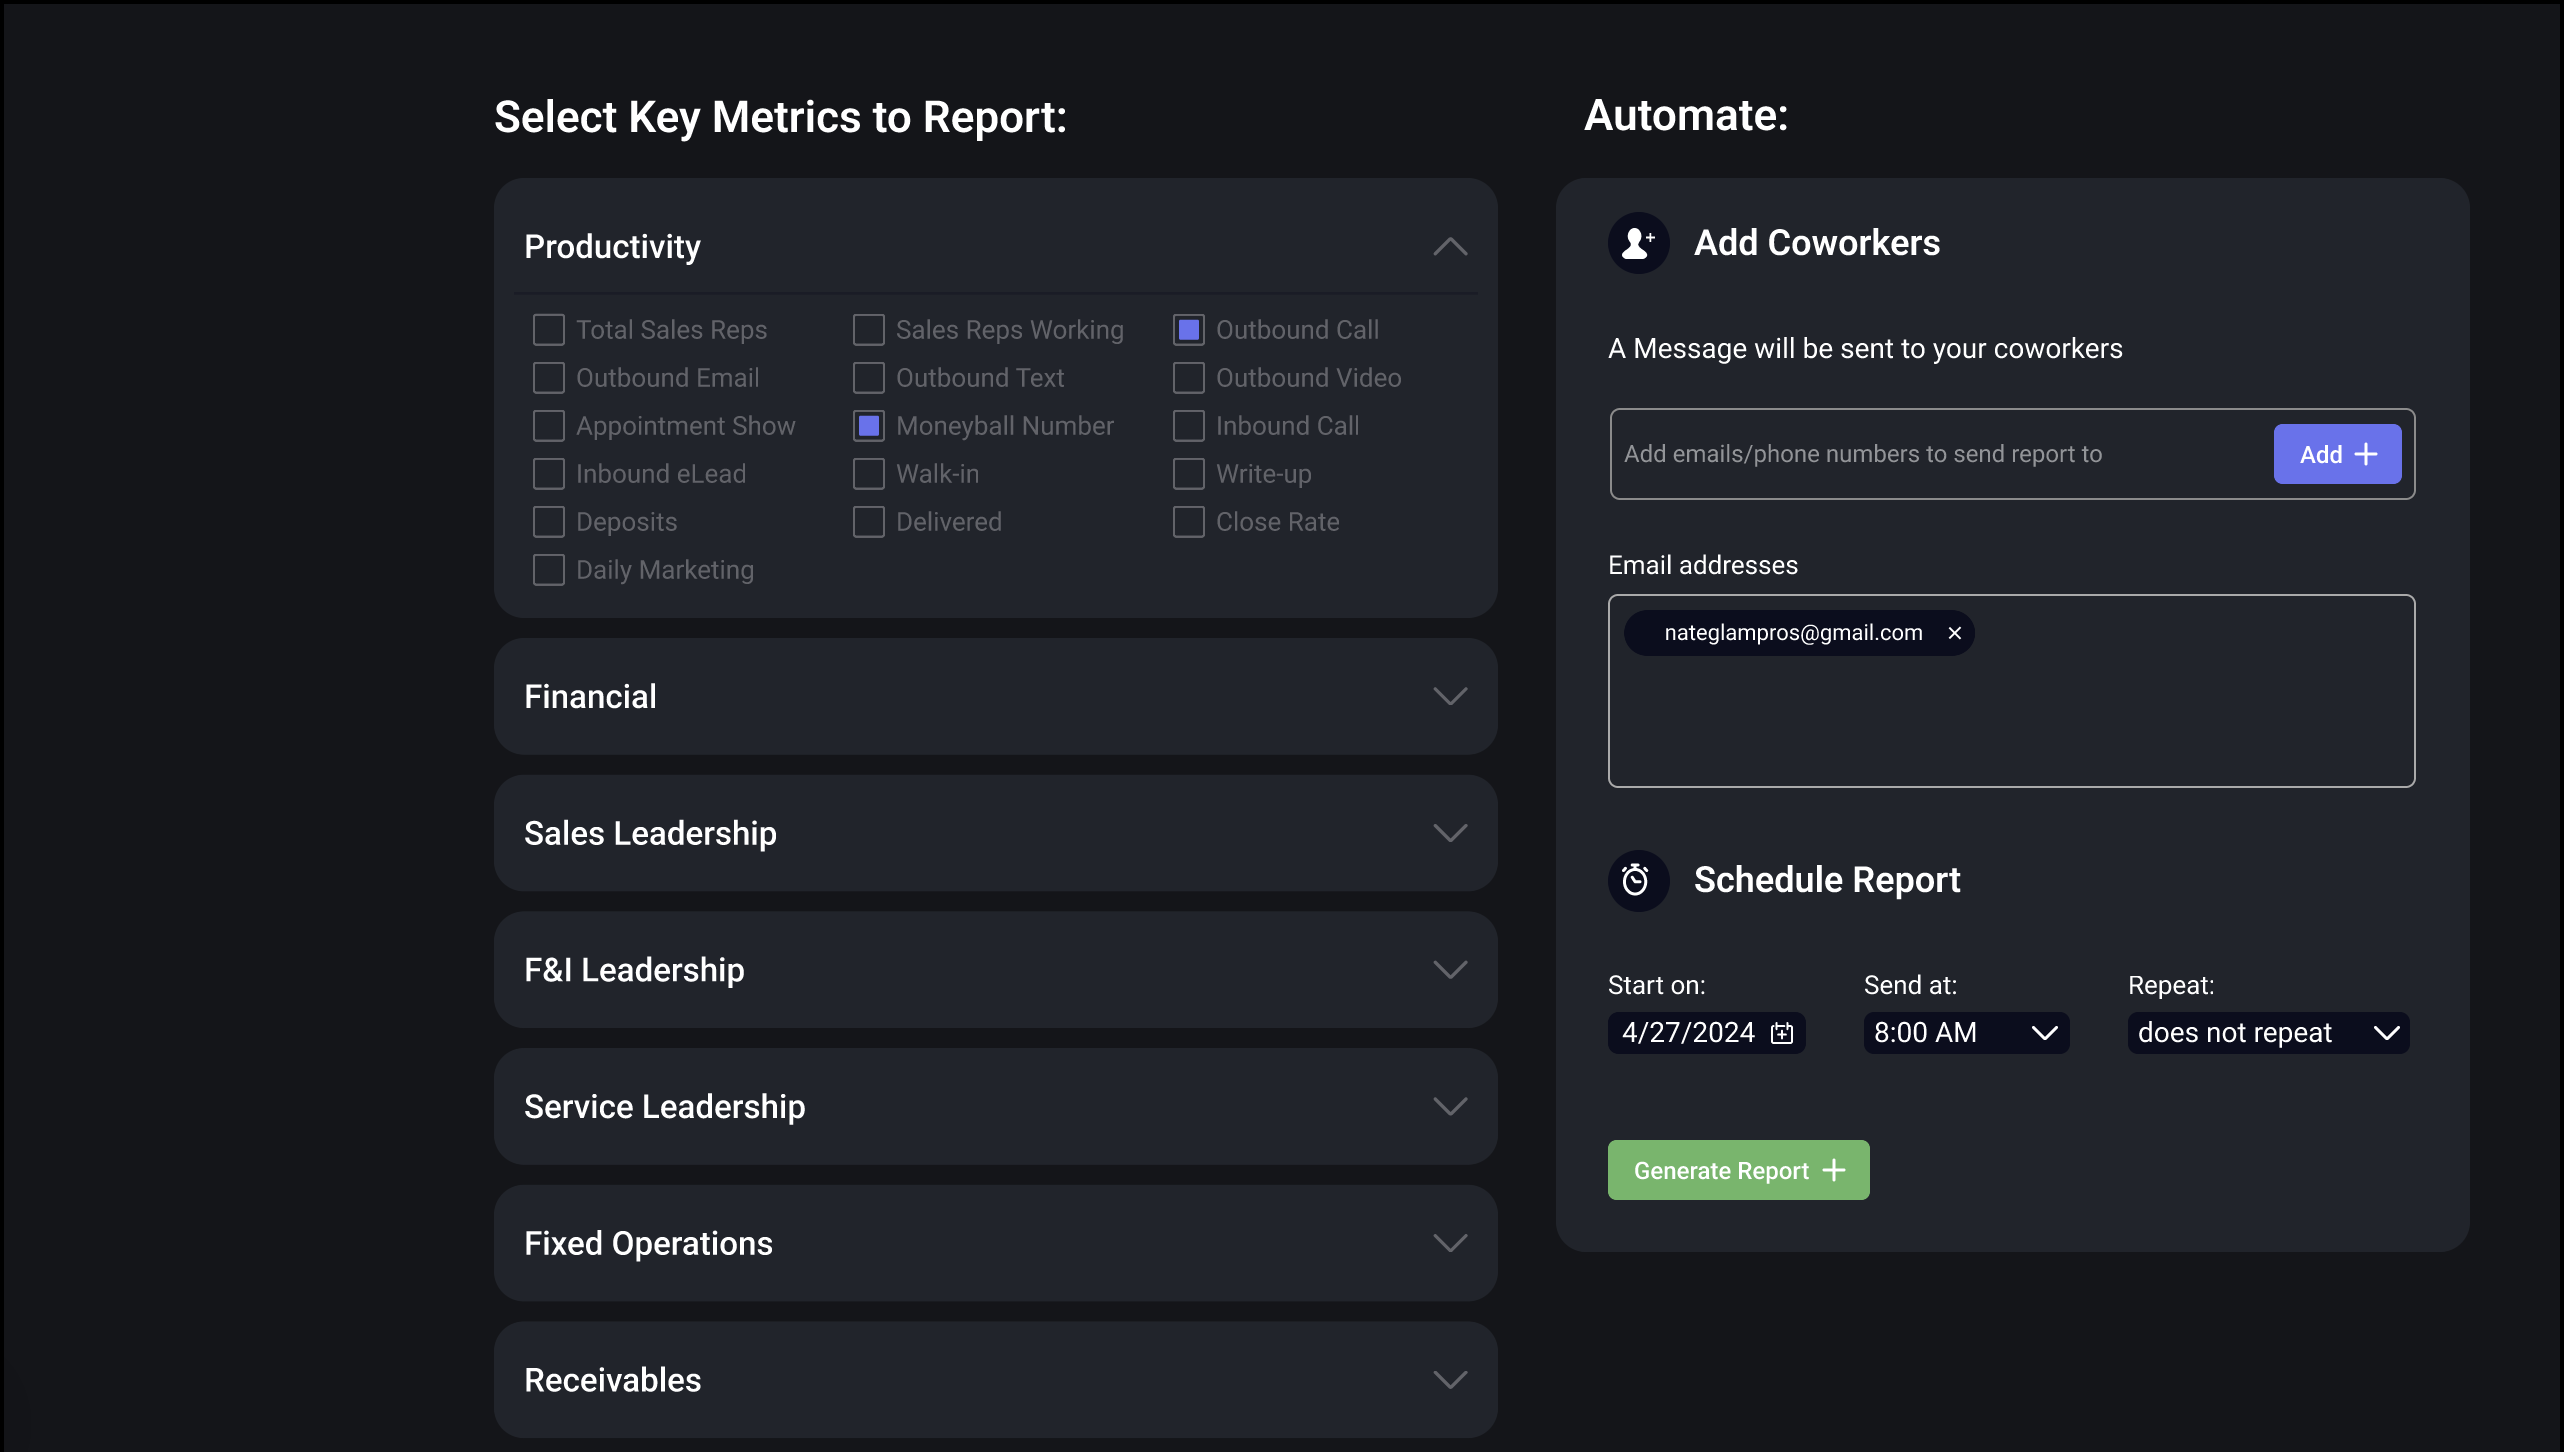 Select Key Metrics to Report:
Productivity
Total Sales Reps
Sales Reps Working
Outbound Call
Outbound Email
Outbound Text
Outbound Video
Appointment Show
Moneyball Number
Inbound Call
Inbound eLead
Walk-in
Write-up
Deposits
Delivered
Close Rate
Daily Marketing
Financial
Sales Leadership
F&I Leadership
Service Leadership
Fixed Operations
Receivables
Automate:
Add Coworkers
A Message will be sent to your coworkers
Add emails/phone numbers to send report to
Add +
Email addresses
nateglampros@gmail.com ×
Schedule Report
Start on:
4/27/2024
Send at:
8:00 AM
Repeat:
does not repeat
Generate Report +